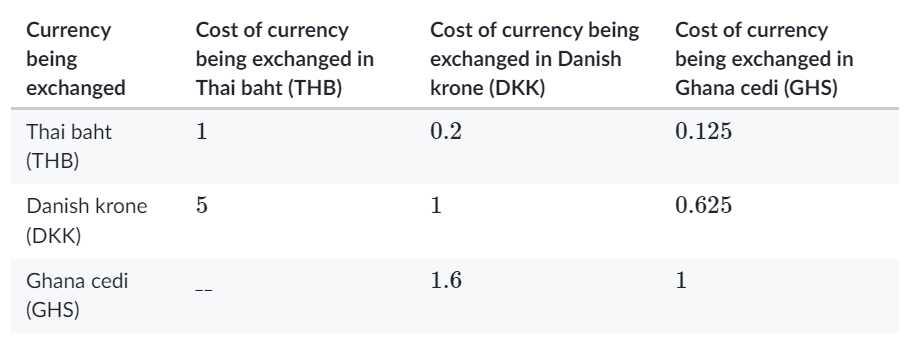 Currency being exchanged
Cost of currency being exchanged in Thai baht (THB)
Cost of currency being exchanged in Danish krone (DKK)
Cost of currency being exchanged in Ghana cedi (GHS)
Thai baht (THB)
1
0.2
0.125
Danish krone (DKK)
5
1
0.625
Ghana cedi (GHS)
__
1.6
1